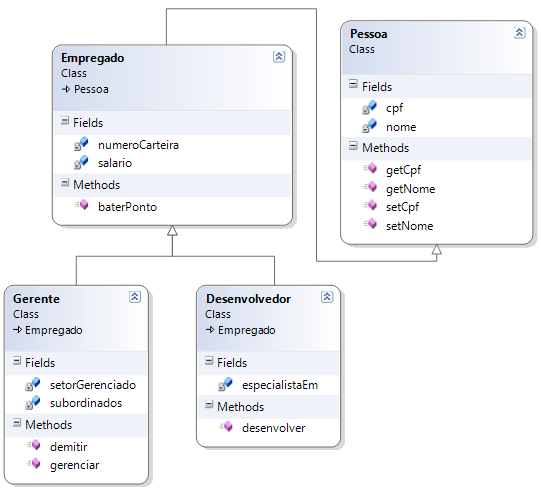 Empregado
Class
Pessoa
Fields
numeroCarteira
salario
Methods
baterPonto
Pessoa
Class
Fields
cpf
nome
Methods
getCpf
getNome
setCpf
setNome
Gerente
Class
Empregado
Fields
setorGerenciado
subordinados
Methods
demitir
gerenciar
Desenvolvedor
Class
Empregado
Fields
especialistaEm
Methods
desenvolver